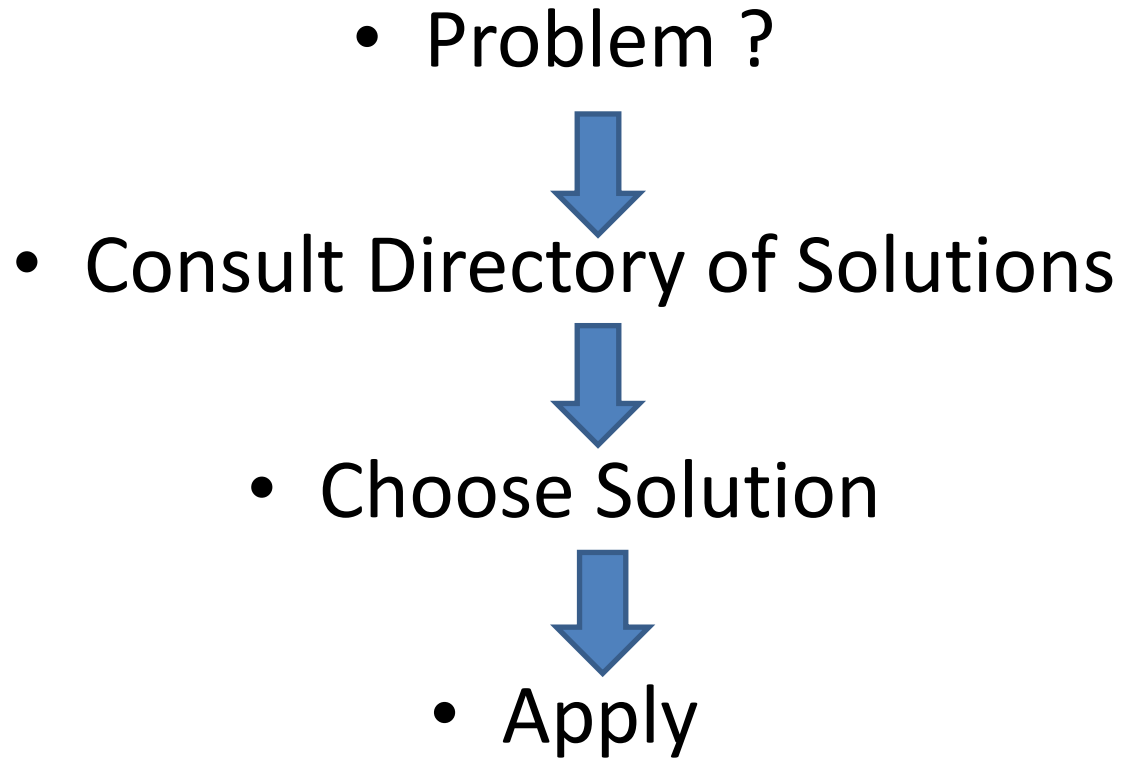 • Problem ?
• Consult Directory of Solutions
• Choose Solution
• Apply